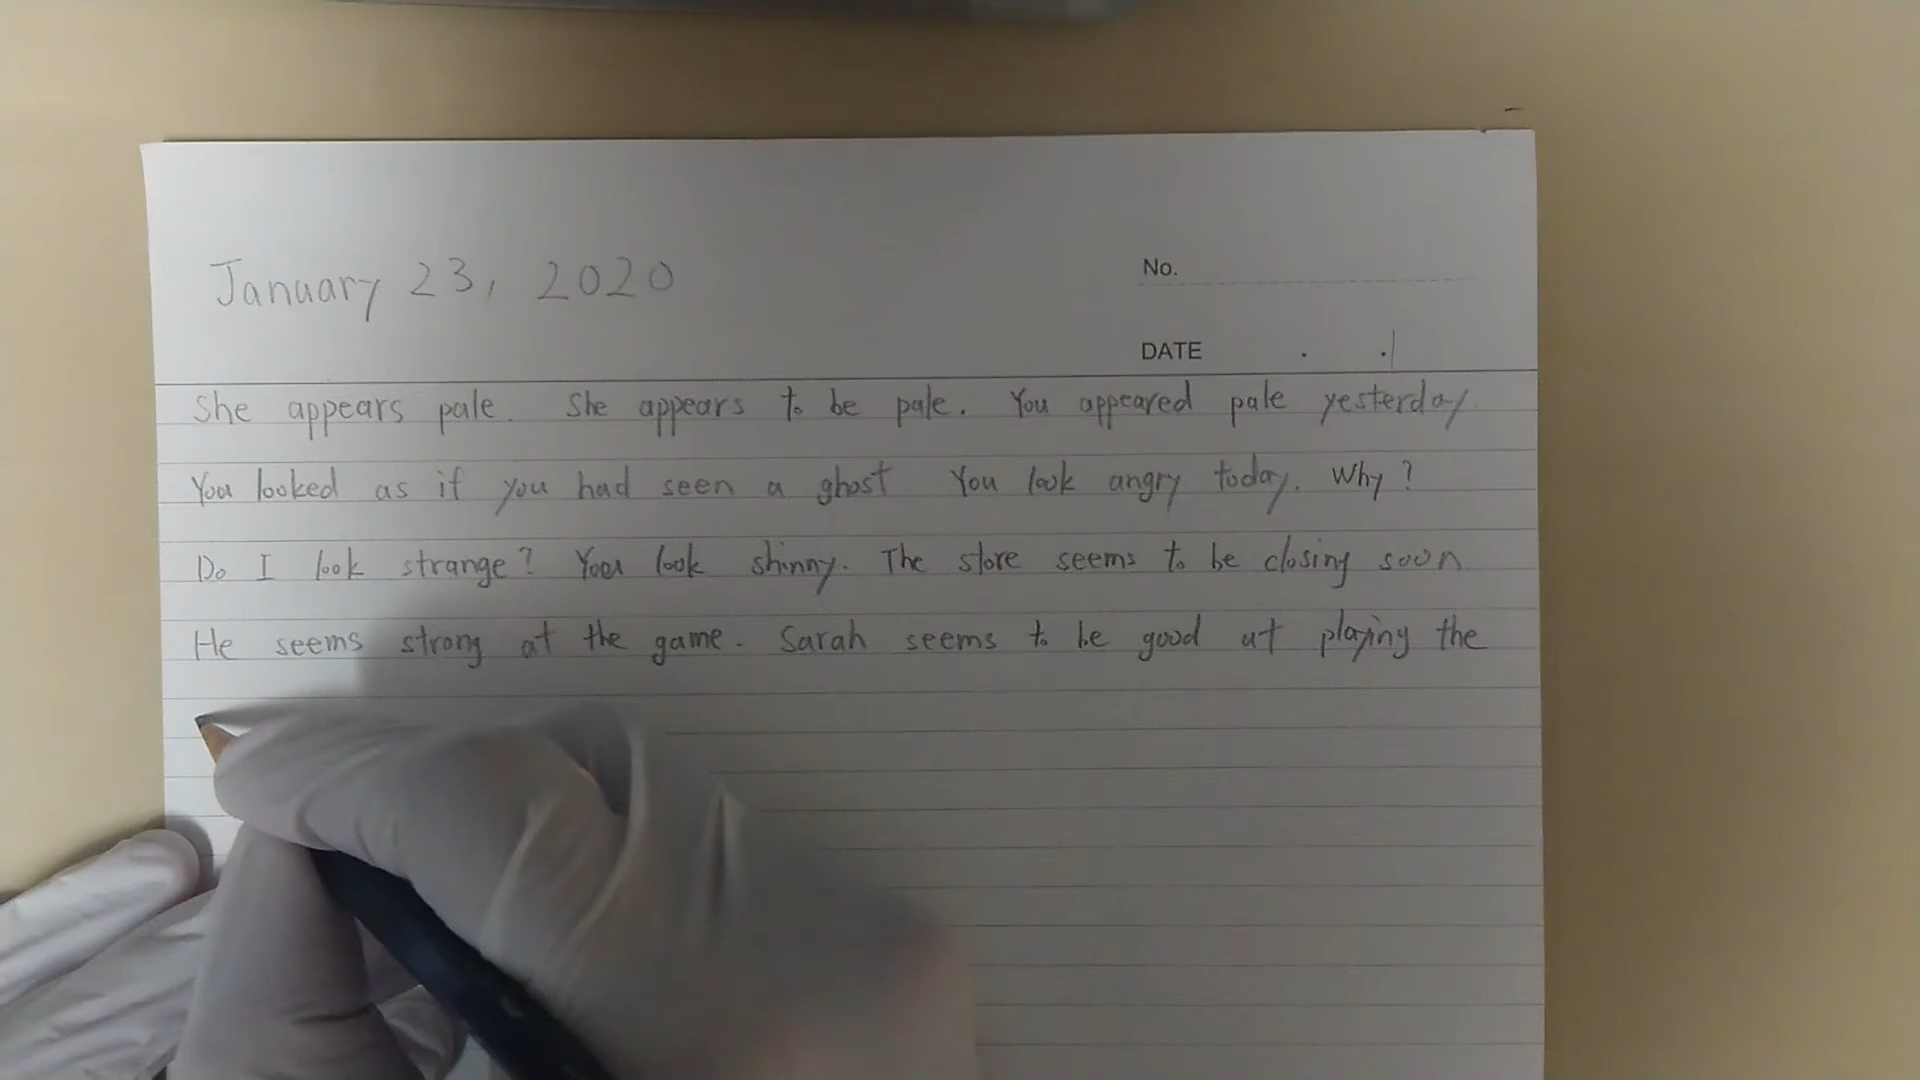 January 23, 2020
No.
DATE . .
She appears pale. She appears to be pale. You appeared pale yesterday.
You looked as if you had seen a ghost You look angry today. Why?
Do I look strange? You look shinny. The store seems to be closing soon
He seems strong at the game. Sarah seems to be good at playing the